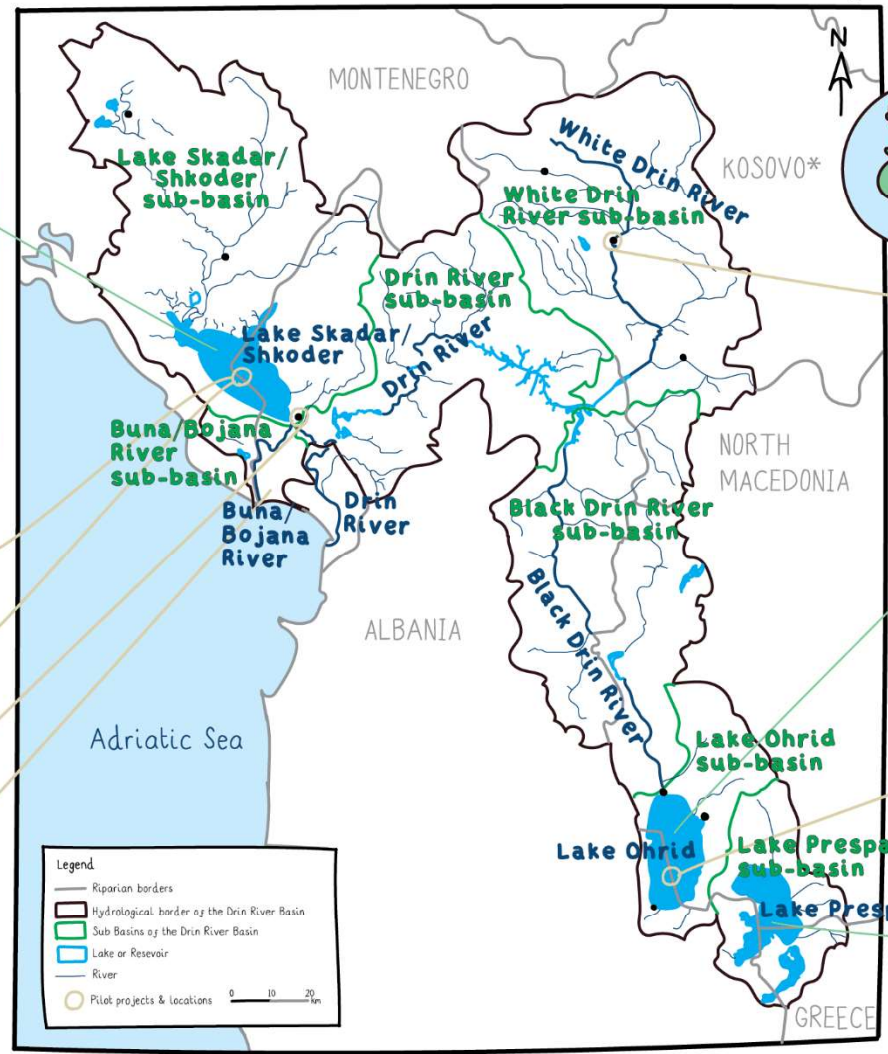 N
MONTENEGRO
KOSOVO*
White Drin River
Lake Skadar/
Shkoder
sub-basin
White Drin
River sub-basin
Drin River
sub-basin
Lake Skadar/
Shkoder
Drin River
Buna/Bojana
River
sub-basin
NORTH
MACEDONIA
Buna/
Bojana
River
Drin
River
Black Drin River
sub-basin
Black Drin River
ALBANIA
Adriatic Sea
Lake Ohrid
sub-basin
Lake Ohrid
Lake Prespa
sub-basin
Lake Presp
GREECE
Legend
Riparian borders
Hydrological border of the Drin River Basin
Sub Basins of the Drin River Basin
Lake or Resevoir
River
Pilot projects & locations
0 10 20
km